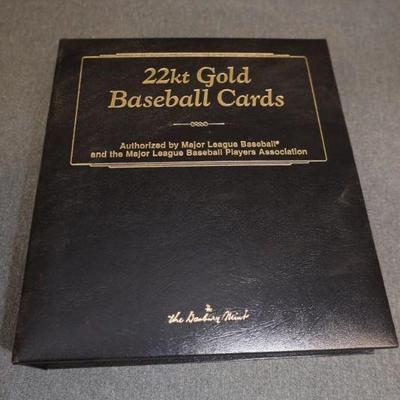 22kt Gold
Baseball Cards
Authorized by Major League Baseball®
and the Major League Baseball Players Association
The Danbury Mint